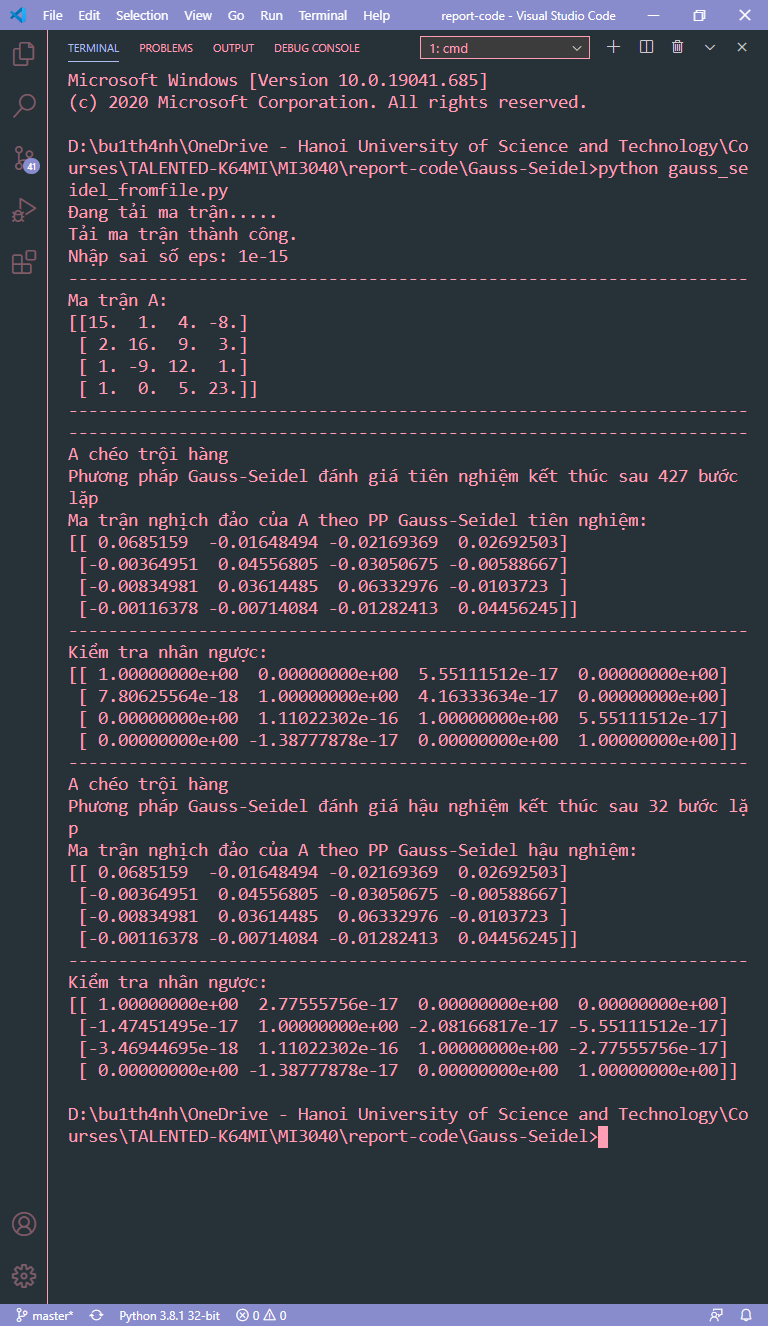 File Edit Selection View Go Run Terminal Help report-code - Visual Studio Code
TERMINAL PROBLEMS OUTPUT DEBUG CONSOLE 1: cmd
Microsoft Windows [Version 10.0.19041.685]
(c) 2020 Microsoft Corporation. All rights reserved.
D:\bu1th4nh\OneDrive - Hanoi University of Science and Technology\Co
urses\TALENTED-K64MI\MI3040\report-code\Gauss-Seidel>python gauss_se
idel_fromfile.py
Đang tải ma trận.....
Tải ma trận thành công.
Nhập sai số eps: 1e-15
--------------------------------------------------------------------
Ma trận A:
[[15.  1.  4. -8.]
 [ 2. 16.  9.  3.]
 [ 1. -9. 12.  1.]
 [ 1.  0.  5. 23.]]
--------------------------------------------------------------------
--------------------------------------------------------------------
A chéo trội hàng
Phương pháp Gauss-Seidel đánh giá tiên nghiệm kết thúc sau 427 bước
lặp
Ma trận nghịch đảo của A theo PP Gauss-Seidel tiên nghiệm:
[[ 0.0685159  -0.01648494 -0.02169369  0.02692503]
 [-0.00364951  0.04556805 -0.03050675 -0.00588667]
 [-0.00834981  0.03614485  0.06332976 -0.0103723 ]
 [-0.00116378 -0.00714084 -0.01282413  0.04456245]]
--------------------------------------------------------------------
Kiểm tra nhân ngược:
[[ 1.00000000e+00  0.00000000e+00  5.55111512e-17  0.00000000e+00]
 [ 7.80625564e-18  1.00000000e+00  4.16333634e-17  0.00000000e+00]
 [ 0.00000000e+00  1.11022302e-16  1.00000000e+00  5.55111512e-17]
 [ 0.00000000e+00 -1.38777878e-17  0.00000000e+00  1.00000000e+00]]
--------------------------------------------------------------------
A chéo trội hàng
Phương pháp Gauss-Seidel đánh giá hậu nghiệm kết thúc sau 32 bước lặ
p
Ma trận nghịch đảo của A theo PP Gauss-Seidel hậu nghiệm:
[[ 0.0685159  -0.01648494 -0.02169369  0.02692503]
 [-0.00364951  0.04556805 -0.03050675 -0.00588667]
 [-0.00834981  0.03614485  0.06332976 -0.0103723 ]
 [-0.00116378 -0.00714084 -0.01282413  0.04456245]]
--------------------------------------------------------------------
Kiểm tra nhân ngược:
[[ 1.00000000e+00  2.77555756e-17  0.00000000e+00  0.00000000e+00]
 [-1.47451495e-17  1.00000000e+00 -2.08166817e-17 -5.55111512e-17]
 [-3.46944695e-18  1.11022302e-16  1.00000000e+00 -2.77555756e-17]
 [ 0.00000000e+00 -1.38777878e-17  0.00000000e+00  1.00000000e+00]]
D:\bu1th4nh\OneDrive - Hanoi University of Science and Technology\Co
urses\TALENTED-K64MI\MI3040\report-code\Gauss-Seidel>
41
master* Python 3.8.1 32-bit 0 0